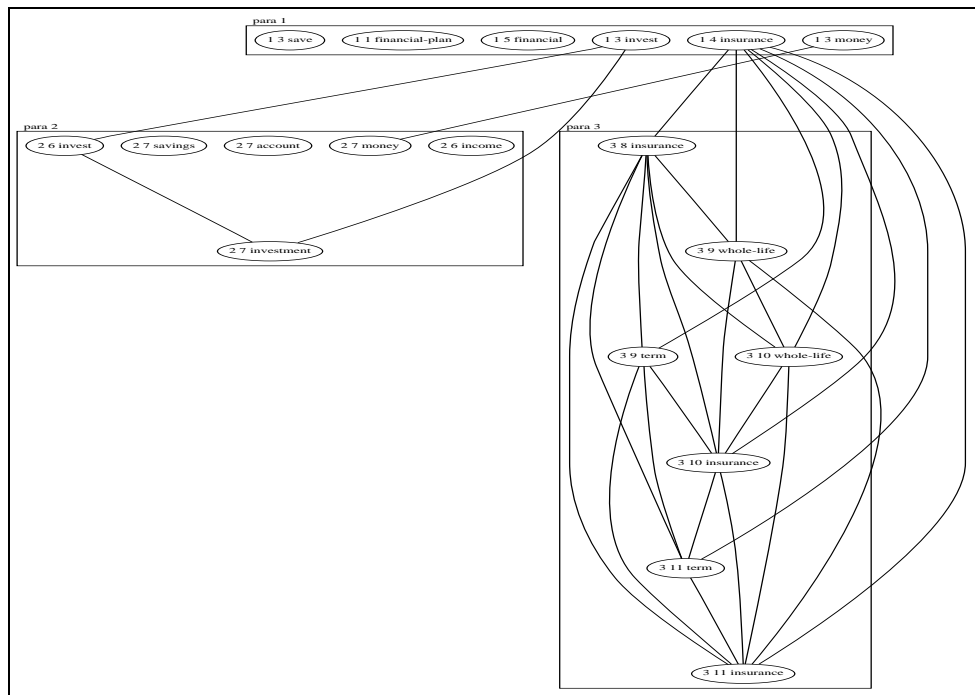 para 1
1 3 save
1 1 financial-plan
1 5 financial
1 3 invest
1 4 insurance
1 3 money
para 2
2 6 invest
2 7 savings
2 7 account
2 7 money
2 6 income
2 7 investment
para 3
3 8 insurance
3 9 whole-life
3 9 term
3 10 whole-life
3 10 insurance
3 11 term
3 11 insurance